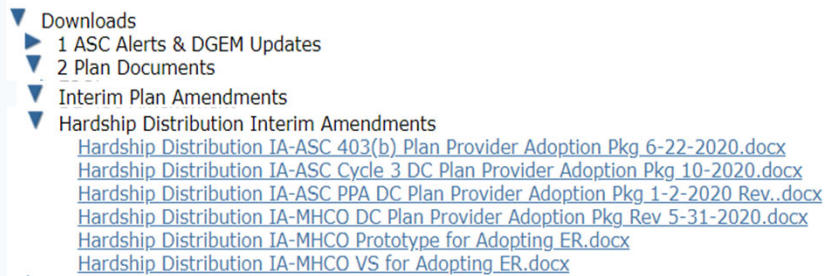 Downloads
1 ASC Alerts & DGEM Updates
2 Plan Documents
Interim Plan Amendments
Hardship Distribution Interim Amendments
Hardship Distribution IA-ASC 403(b) Plan Provider Adoption Pkg 6-22-2020.docx
Hardship Distribution IA-ASC Cycle 3 DC Plan Provider Adoption Pkg 10-2020.docx
Hardship Distribution IA-ASC PPA DC Plan Provider Adoption Pkg 1-2-2020 Rev..docx
Hardship Distribution IA-MHCO DC Plan Provider Adoption Pkg Rev 5-31-2020.docx
Hardship Distribution IA-MHCO Prototype for Adopting ER.docx
Hardship Distribution IA-MHCO VS for Adopting ER.docx